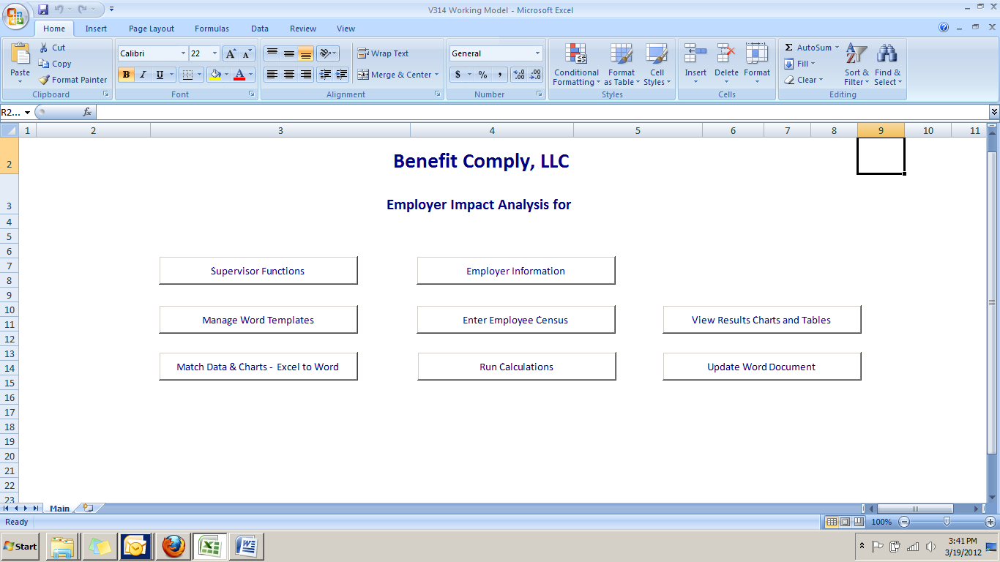 V314 Working Model - Microsoft Excel
Home Insert Page Layout Formulas Data Review View
Paste
Cut
Copy
Format Painter
Clipboard
Calibri 22 A A
B I U A
Font
Wrap Text
Merge & Center
Alignment
General
$ % , .00 .00
Number
Conditional Formatting
Format as Table
Cell Styles
Styles
Insert Delete Format
Cells
Σ AutoSum
Fill
Clear
Sort & Filter
Find & Select
Editing
R2... fx
1 2 3 4 5 6 7 8 9 10 11
2
Benefit Comply, LLC
3
Employer Impact Analysis for
4
5
6
7
Supervisor Functions Employer Information
8
9
10
11
Manage Word Templates Enter Employee Census View Results Charts and Tables
12
13
14
Match Data & Charts - Excel to Word Run Calculations Update Word Document
15
16
17
18
19
20
21
22
23
Main
Ready 100%
Start
3:41 PM
3/19/2012